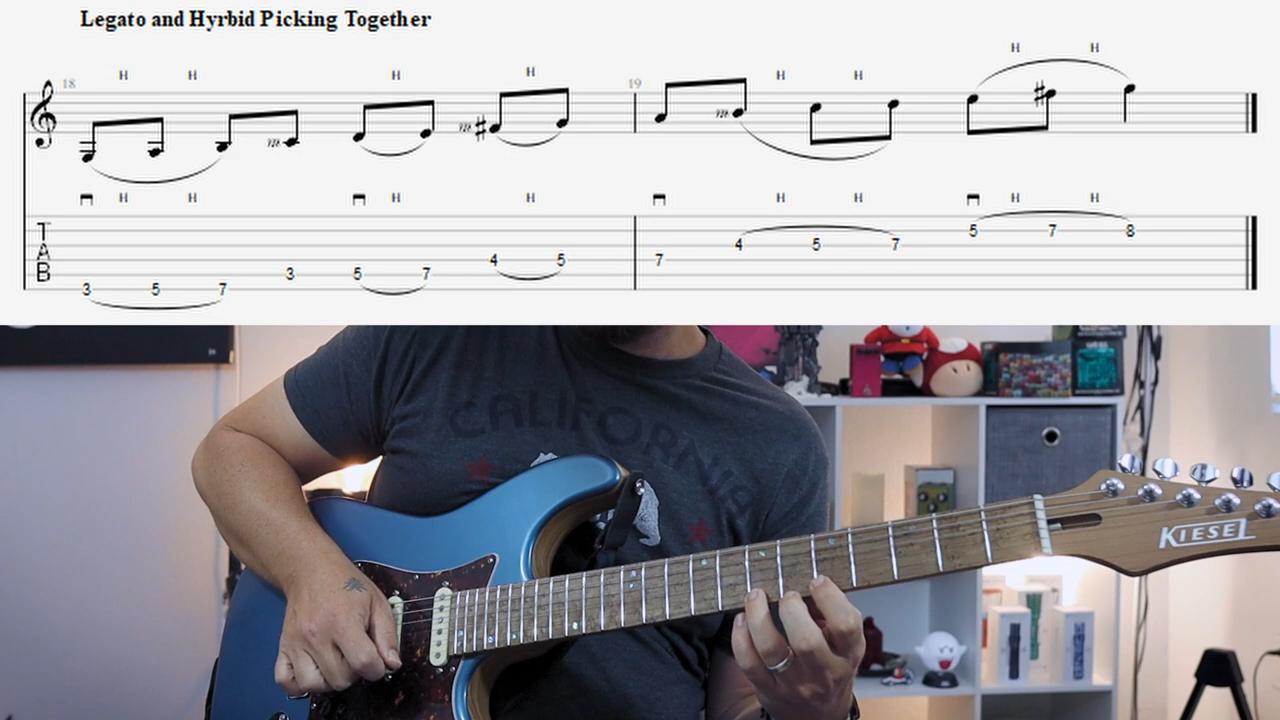 Legato and Hyrbid Picking Together
H H H H H H H H
18 19
m m m
H H H H H H H H
T
A
B
5 7 8
4 5 7
4 5 7
3 5 7
3 5 7
CALIFORNIA
KIESEL